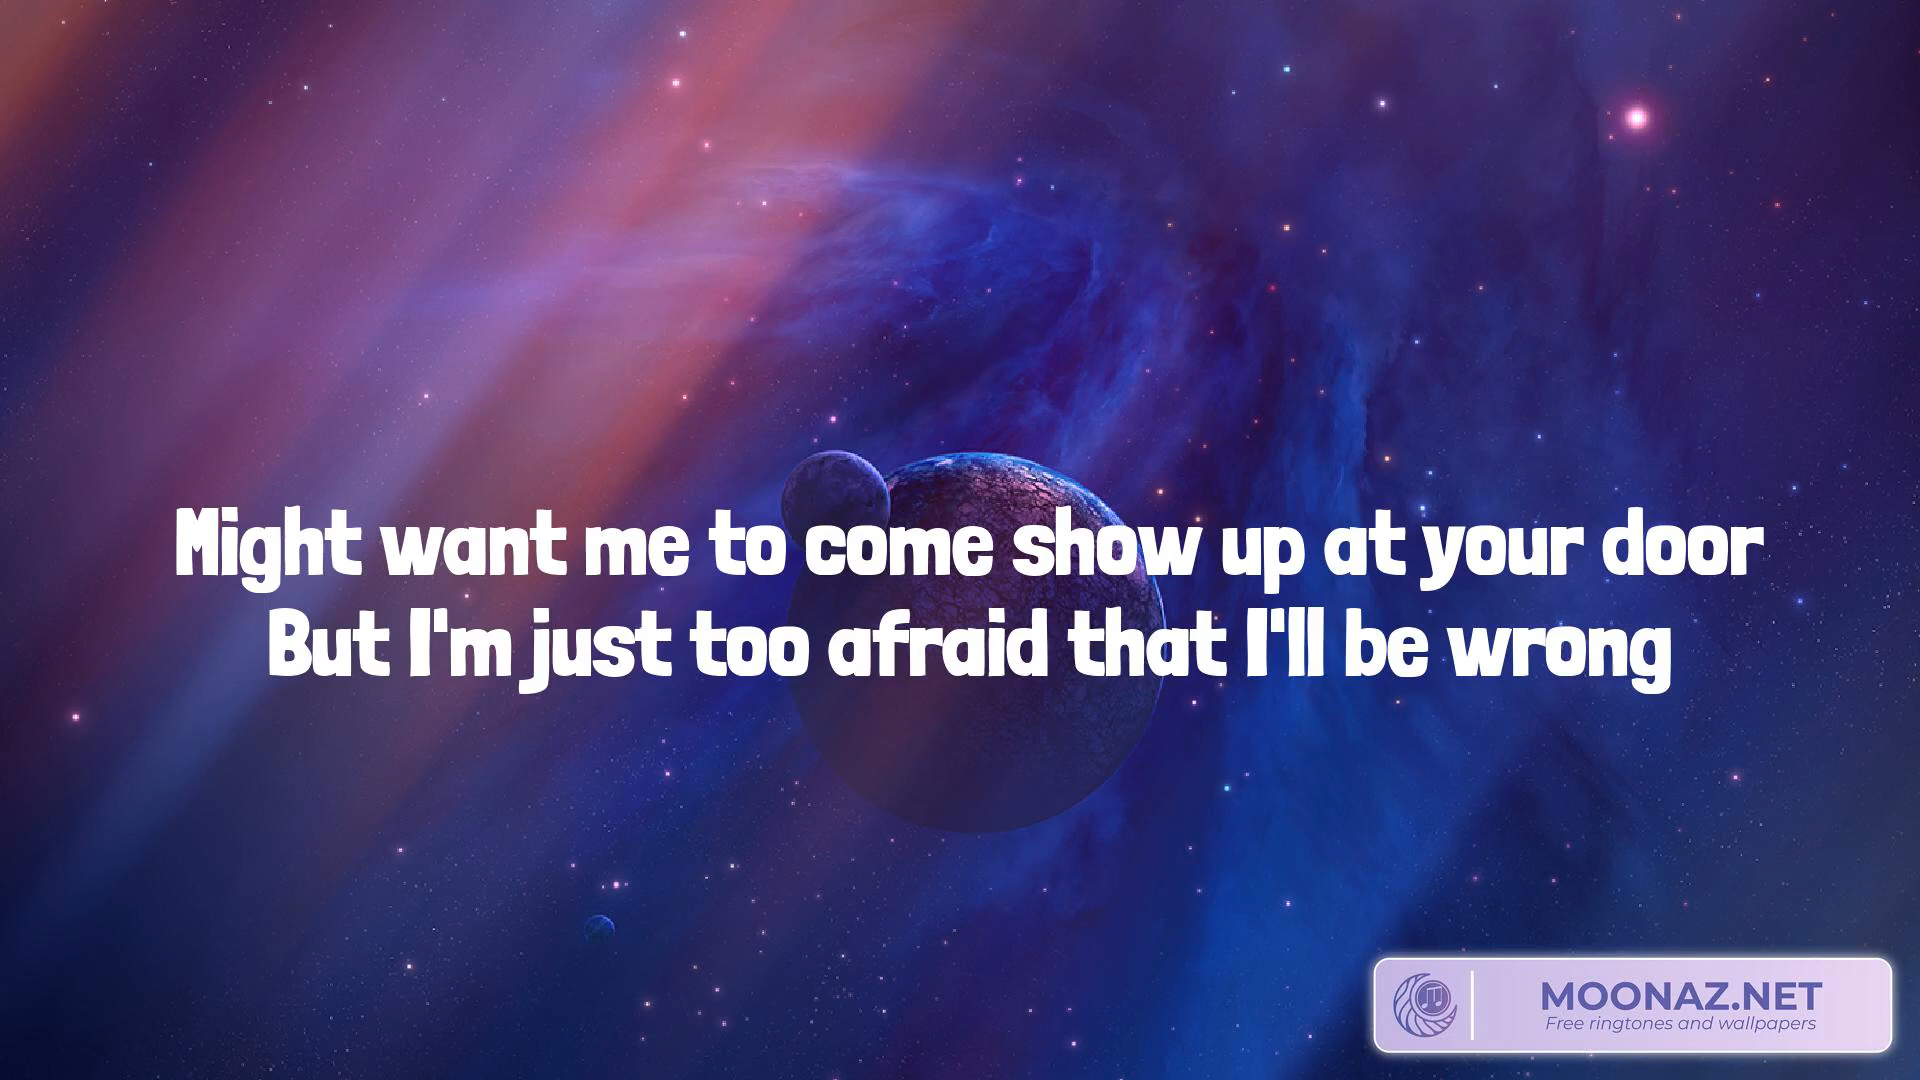 Might want me to come show up at your door
But I'm just too afraid that I'll be wrong
MOONAZ.NET
Free ringtones and wallpapers